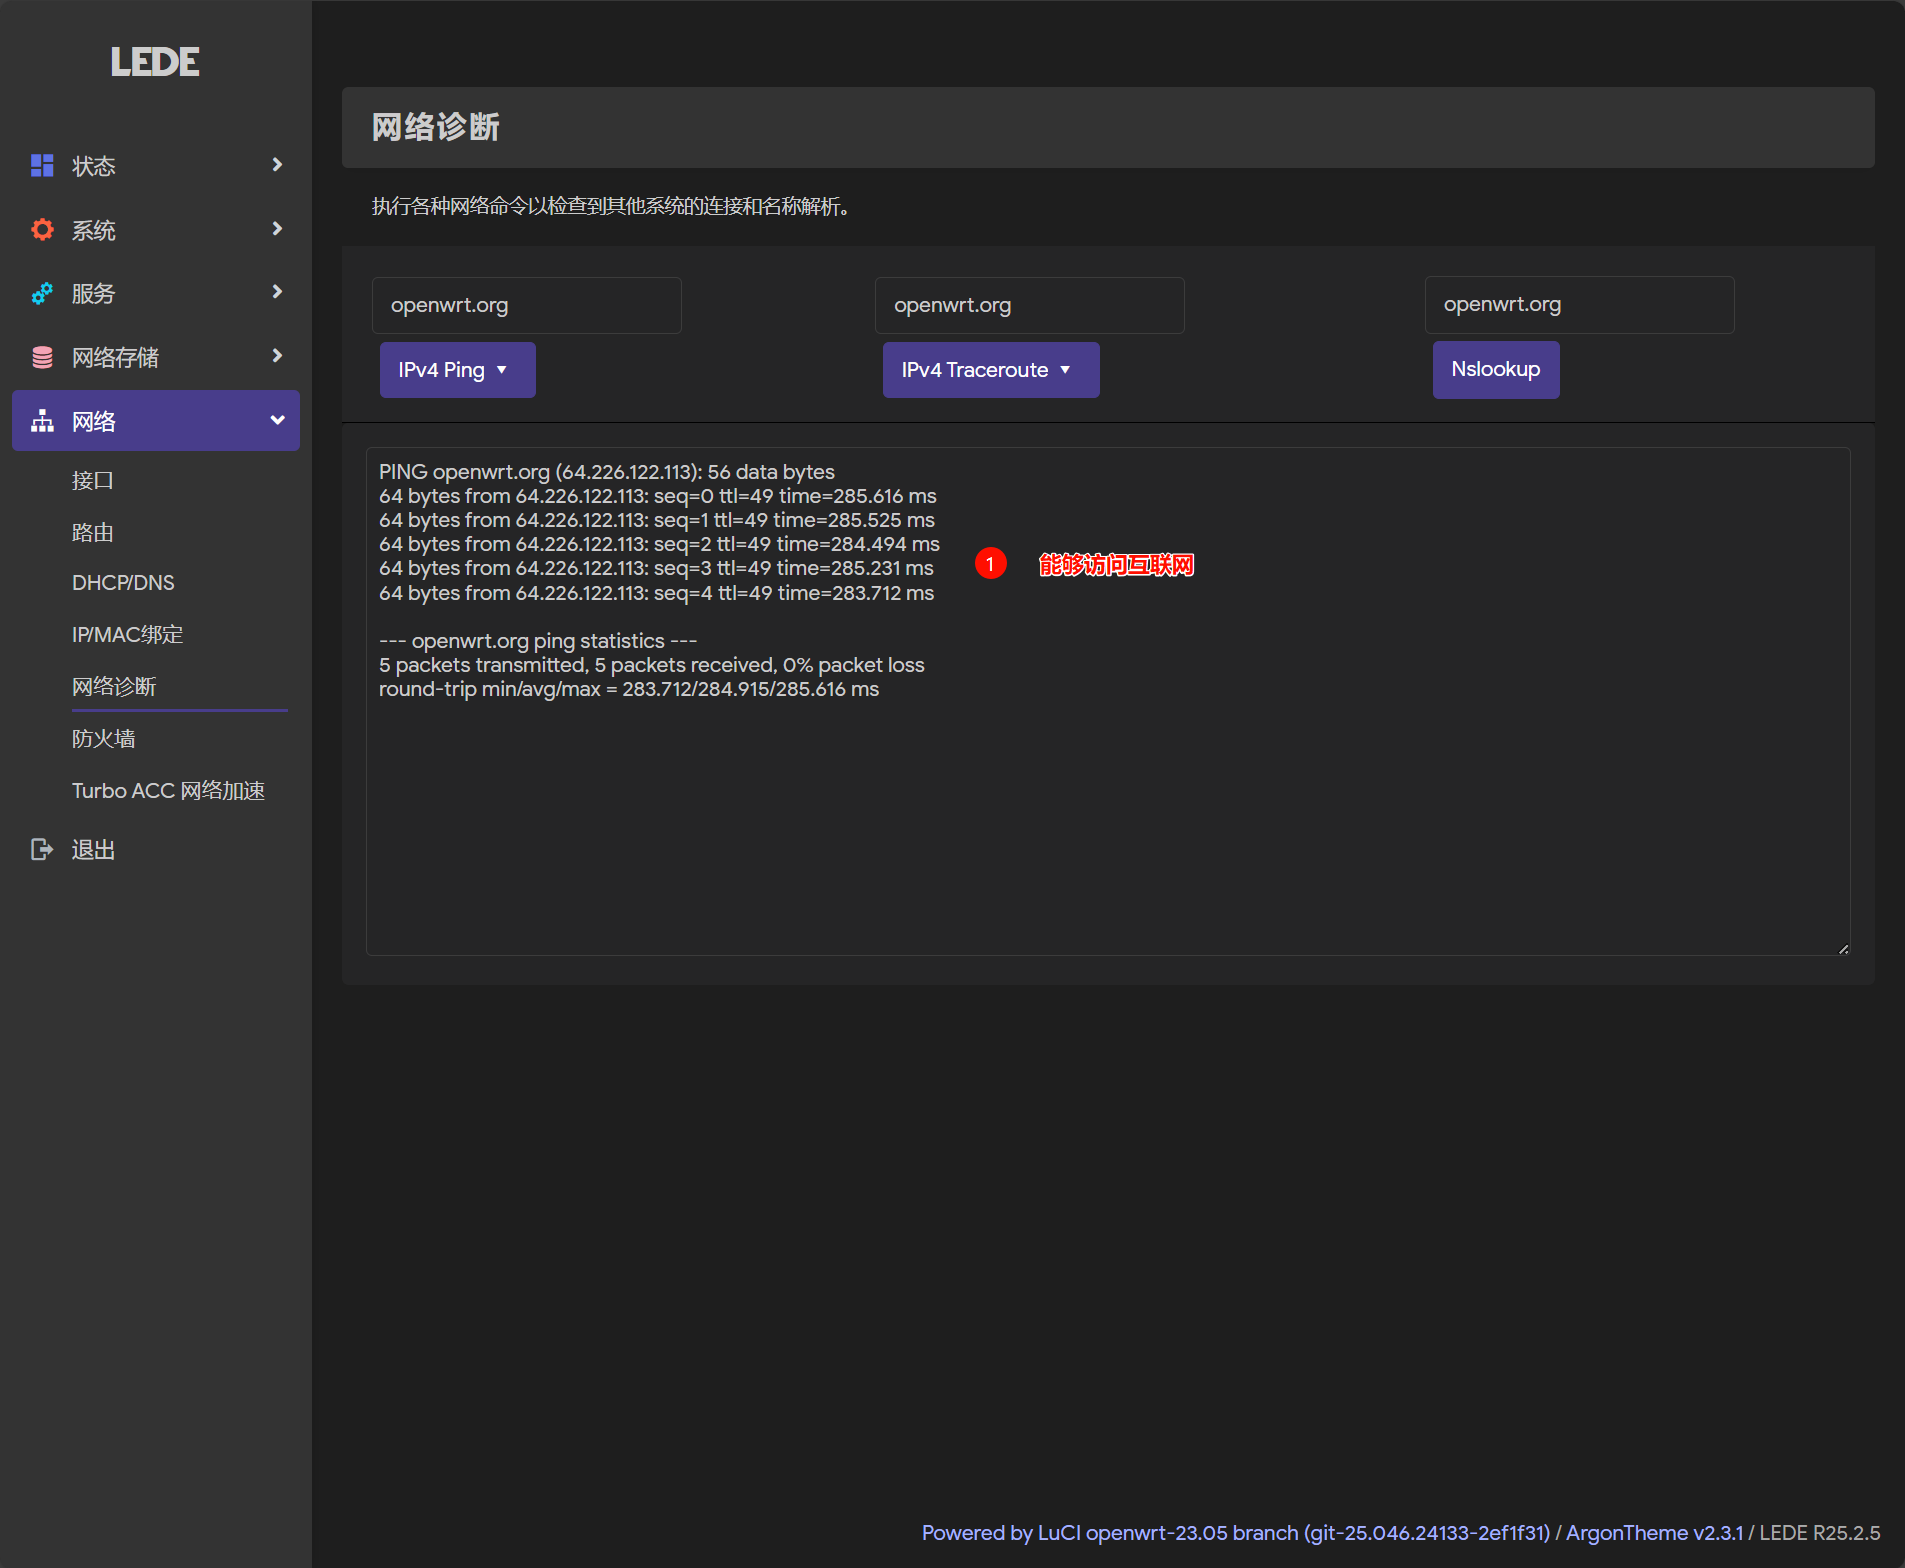 LEDE
状态
系统
服务
网络存储
网络
接口
路由
DHCP/DNS
IP/MAC绑定
网络诊断
防火墙
Turbo ACC 网络加速
退出
网络诊断
执行各种网络命令以检查到其他系统的连接和名称解析。
openwrt.org
openwrt.org
openwrt.org
IPv4 Ping ▼
IPv4 Traceroute ▼
Nslookup
PING openwrt.org (64.226.122.113): 56 data bytes
64 bytes from 64.226.122.113: seq=0 ttl=49 time=285.616 ms
64 bytes from 64.226.122.113: seq=1 ttl=49 time=285.525 ms
64 bytes from 64.226.122.113: seq=2 ttl=49 time=284.494 ms
64 bytes from 64.226.122.113: seq=3 ttl=49 time=285.231 ms
64 bytes from 64.226.122.113: seq=4 ttl=49 time=283.712 ms
1 能够访问互联网
--- openwrt.org ping statistics ---
5 packets transmitted, 5 packets received, 0% packet loss
round-trip min/avg/max = 283.712/284.915/285.616 ms
Powered by LuCI openwrt-23.05 branch (git-25.046.24133-2ef1f31) / ArgonTheme v2.3.1 / LEDE R25.2.5